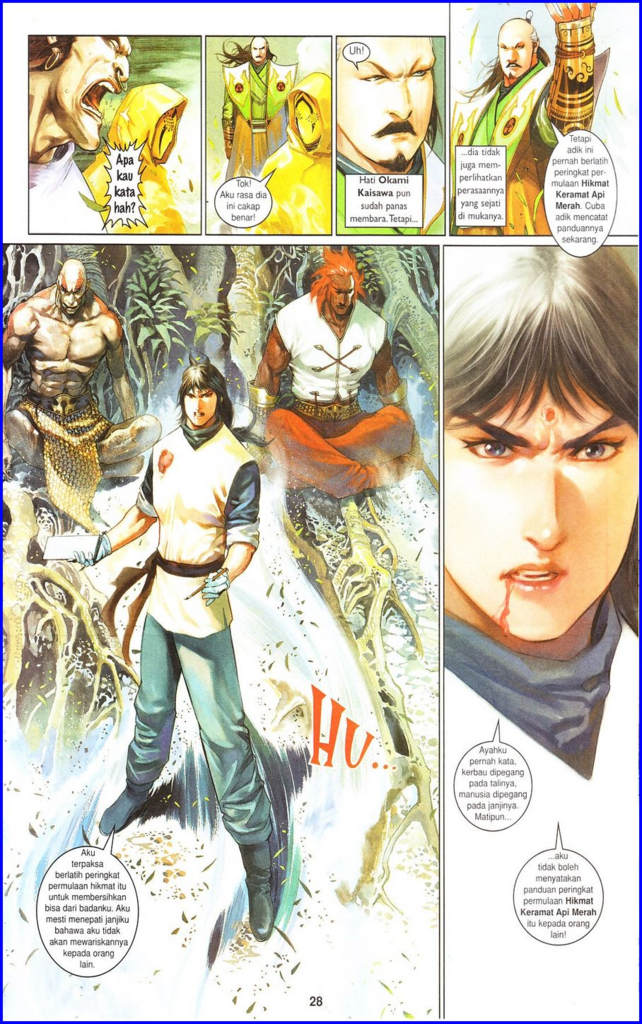 Apa
kau
kata
hah?
Tok!
Aku rasa dia
ini cakap
benar!
Uh!
Hati Okami
Kaisawa pun
sudah panas
membara. Tetapi...
...dia tidak
juga mem-
perlihatkan
perasaannya
yang sejati
di mukanya.
Tetapi
adik ini
pernah berlatih
peringkat per-
mulaan Hikmat
Keramat Api
Merah. Cuba
adik mencatat
panduannya
sekarang.
HU...
Aku
terpaksa
berlatih peringkat
permulaan hikmat itu
untuk membersihkan
bisa dari badanku. Aku
mesti menepati janjiku
bahawa aku tidak
akan mewariskannya
kepada orang
lain.
Ayahku
pernah kata,
kerbau dipegang
pada talinya,
manusia dipegang
pada janjinya.
Matipun...
...aku
tidak boleh
menyatakan
panduan peringkat
permulaan Hikmat
Keramat Api Merah
itu kepada orang
lain!
28